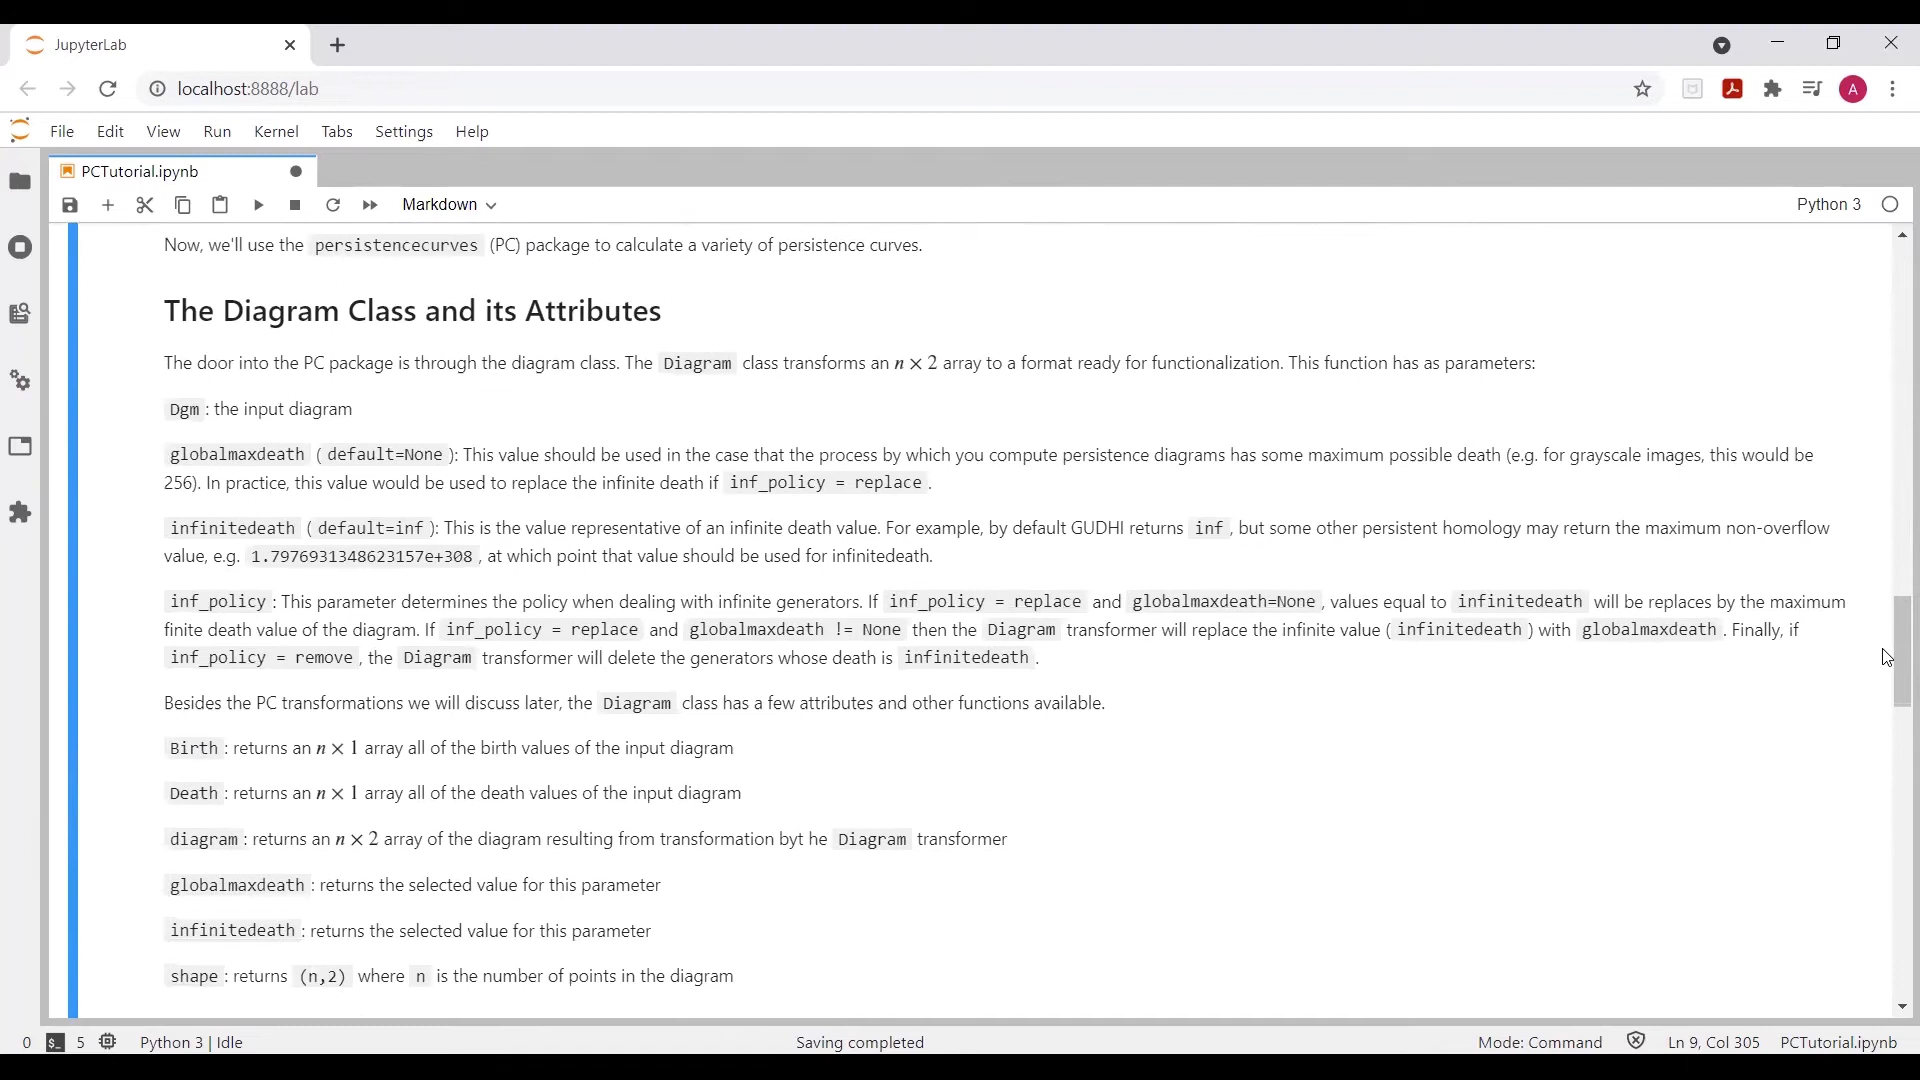 JupyterLab
localhost:8888/lab
A
File Edit View Run Kernel Tabs Settings Help
PCTutorial.ipynb
Markdown
Python 3
Now, we'll use the persistencecurves (PC) package to calculate a variety of persistence curves.
The Diagram Class and its Attributes
The door into the PC package is through the diagram class. The Diagram class transforms an n × 2 array to a format ready for functionalization. This function has as parameters:
Dgm : the input diagram
globalmaxdeath ( default=None ): This value should be used in the case that the process by which you compute persistence diagrams has some maximum possible death (e.g. for grayscale images, this would be
256). In practice, this value would be used to replace the infinite death if inf_policy = replace .
infinitedeath ( default=inf ): This is the value representative of an infinite death value. For example, by default GUDHI returns inf , but some other persistent homology may return the maximum non-overflow
value, e.g. 1.7976931348623157e+308 , at which point that value should be used for infinitedeath.
inf_policy : This parameter determines the policy when dealing with infinite generators. If inf_policy = replace and globalmaxdeath=None , values equal to infinitedeath will be replaces by the maximum
finite death value of the diagram. If inf_policy = replace and globalmaxdeath != None then the Diagram transformer will replace the infinite value ( infinitedeath ) with globalmaxdeath . Finally, if
inf_policy = remove , the Diagram transformer will delete the generators whose death is infinitedeath .
Besides the PC transformations we will discuss later, the Diagram class has a few attributes and other functions available.
Birth : returns an n × 1 array all of the birth values of the input diagram
Death : returns an n × 1 array all of the death values of the input diagram
diagram : returns an n × 2 array of the diagram resulting from transformation byt he Diagram transformer
globalmaxdeath : returns the selected value for this parameter
infinitedeath : returns the selected value for this parameter
shape : returns (n,2) where n is the number of points in the diagram
0 $_ 5 Python 3 | Idle Saving completed Mode: Command Ln 9, Col 305 PCTutorial.ipynb